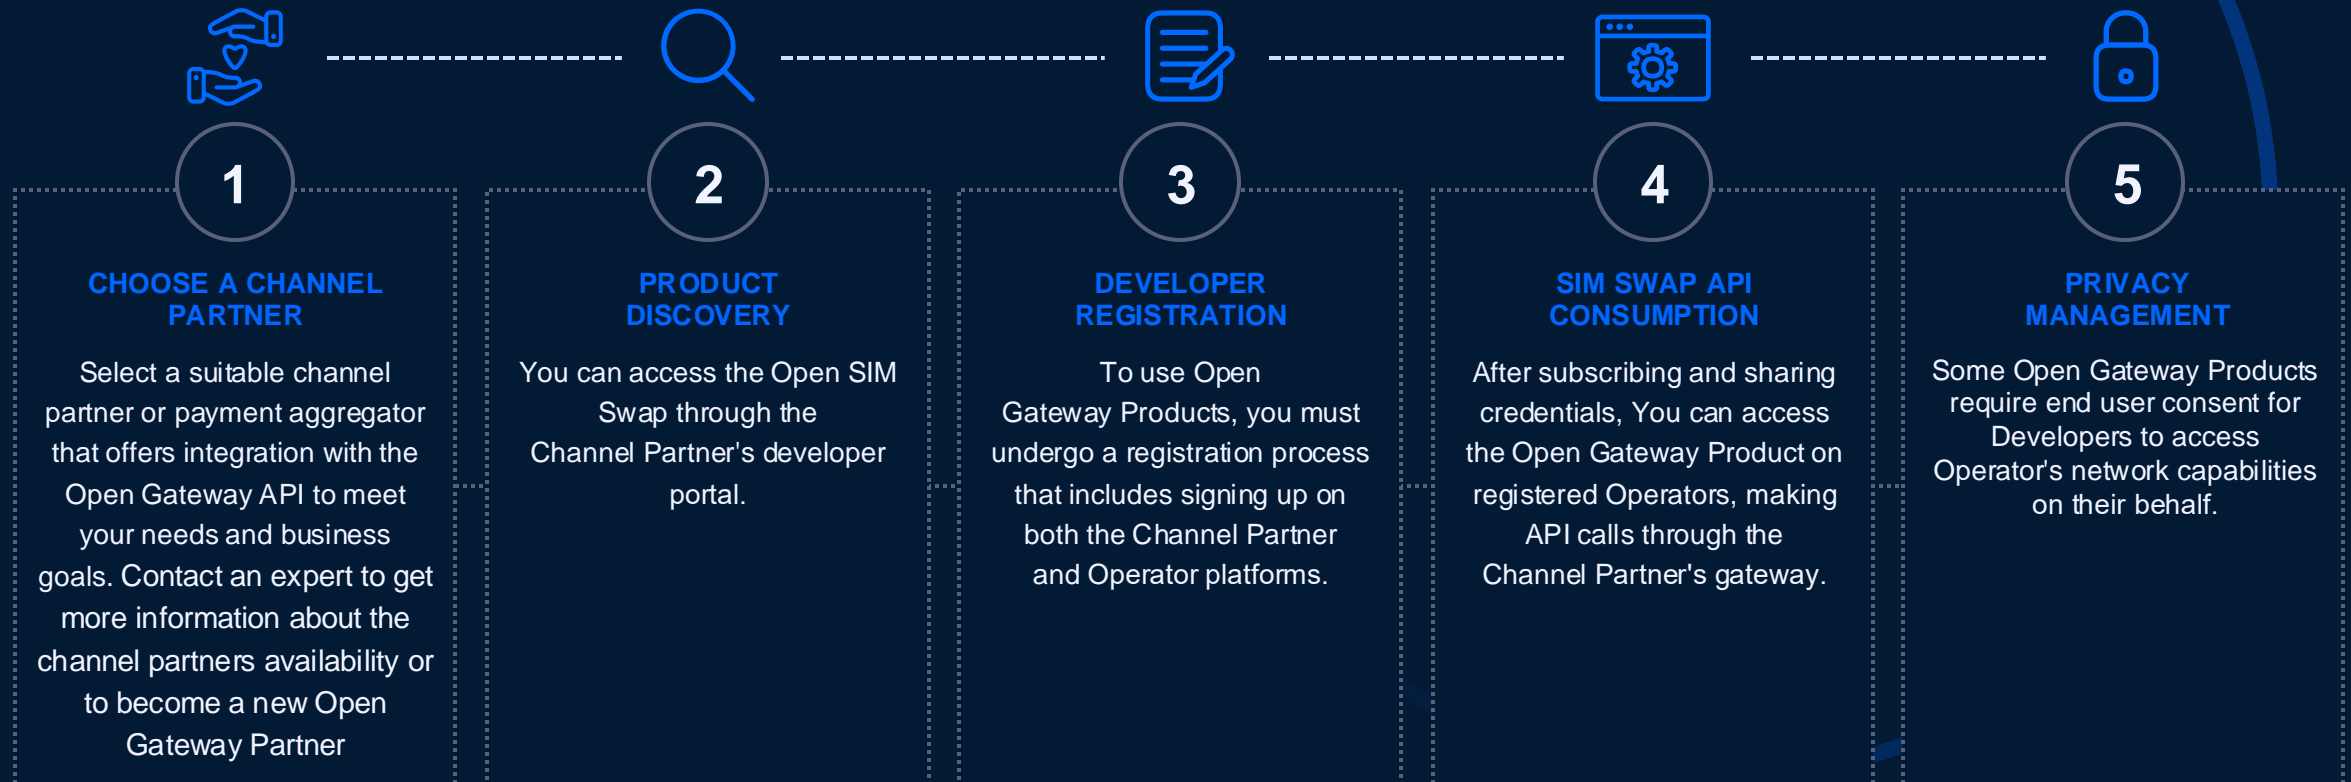 1
CHOOSE A CHANNEL
PARTNER
Select a suitable channel
partner or payment aggregator
that offers integration with the
Open Gateway API to meet
your needs and business
goals. Contact an expert to get
more information about the
channel partners availability or
to become a new Open
Gateway Partner
2
PRODUCT
DISCOVERY
You can access the Open SIM
Swap through the
Channel Partner's developer
portal.
3
DEVELOPER
REGISTRATION
To use Open
Gateway Products, you must
undergo a registration process
that includes signing up on
both the Channel Partner
and Operator platforms.
4
SIM SWAP API
CONSUMPTION
After subscribing and sharing
credentials, You can access
the Open Gateway Product on
registered Operators, making
API calls through the
Channel Partner's gateway.
5
PRIVACY
MANAGEMENT
Some Open Gateway Products
require end user consent for
Developers to access
Operator's network capabilities
on their behalf.